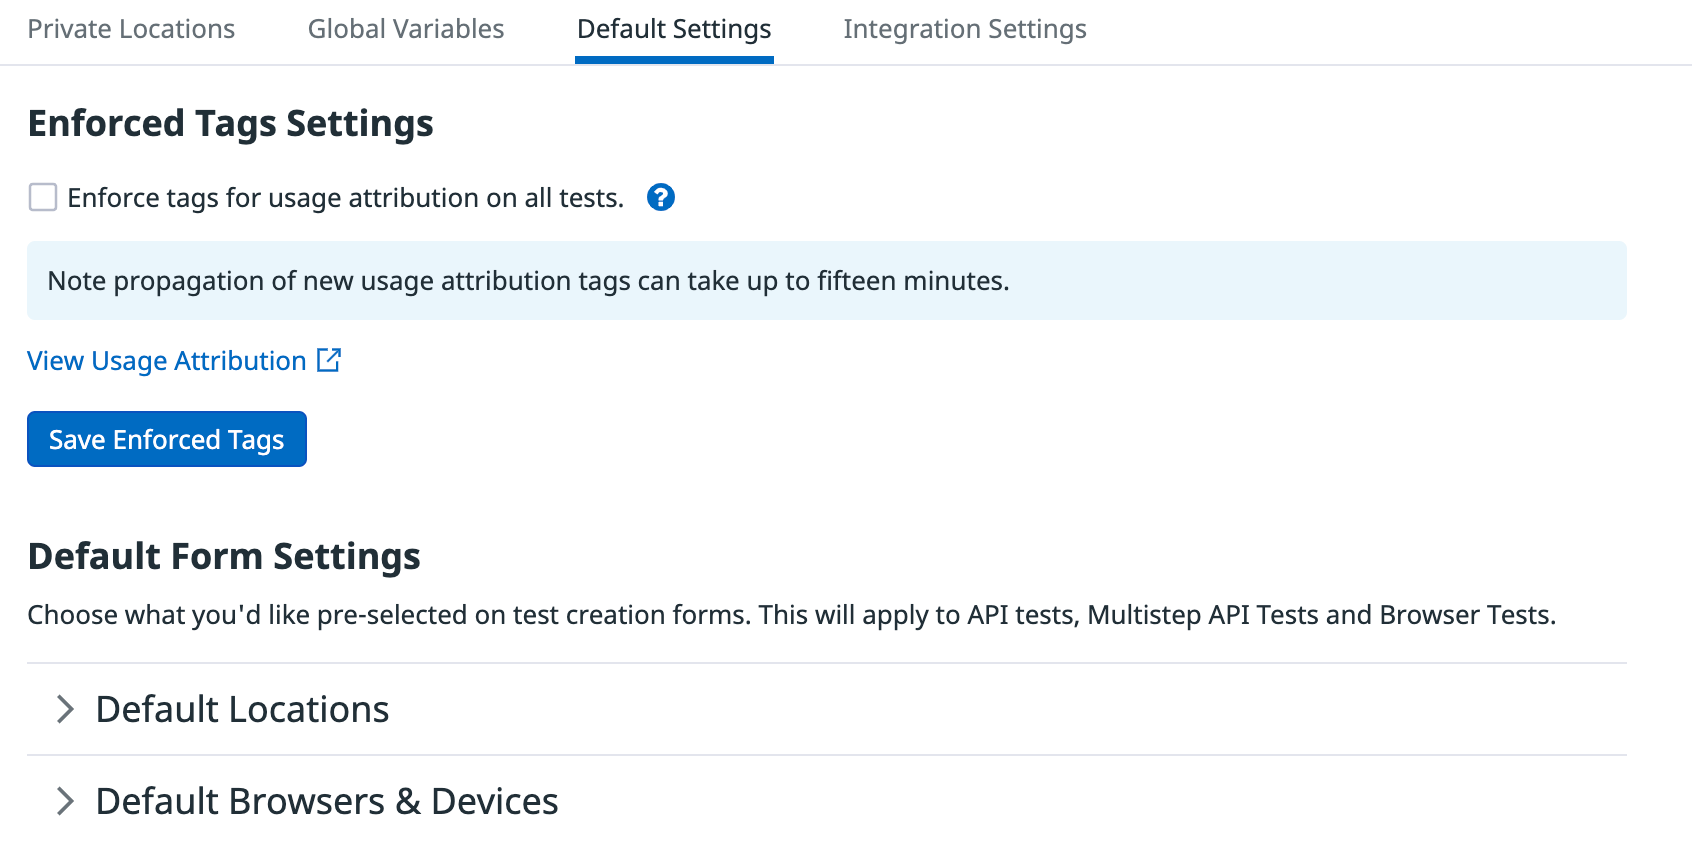 Private Locations Global Variables Default Settings Integration Settings
Enforced Tags Settings
Enforce tags for usage attribution on all tests. ?
Note propagation of new usage attribution tags can take up to fifteen minutes.
View Usage Attribution
Save Enforced Tags
Default Form Settings
Choose what you'd like pre-selected on test creation forms. This will apply to API tests, Multistep API Tests and Browser Tests.
Default Locations
Default Browsers & Devices